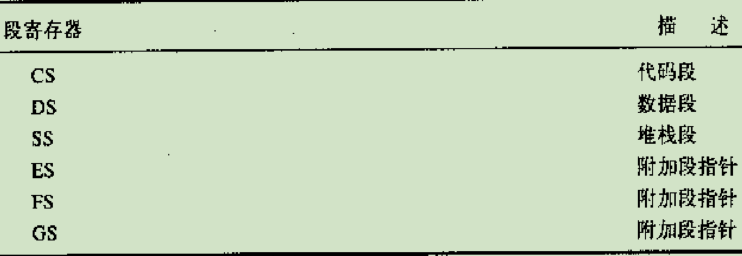 段寄存器 描 述
CS 代码段
DS 数据段
SS 堆栈段
ES 附加段指针
FS 附加段指针
GS 附加段指针